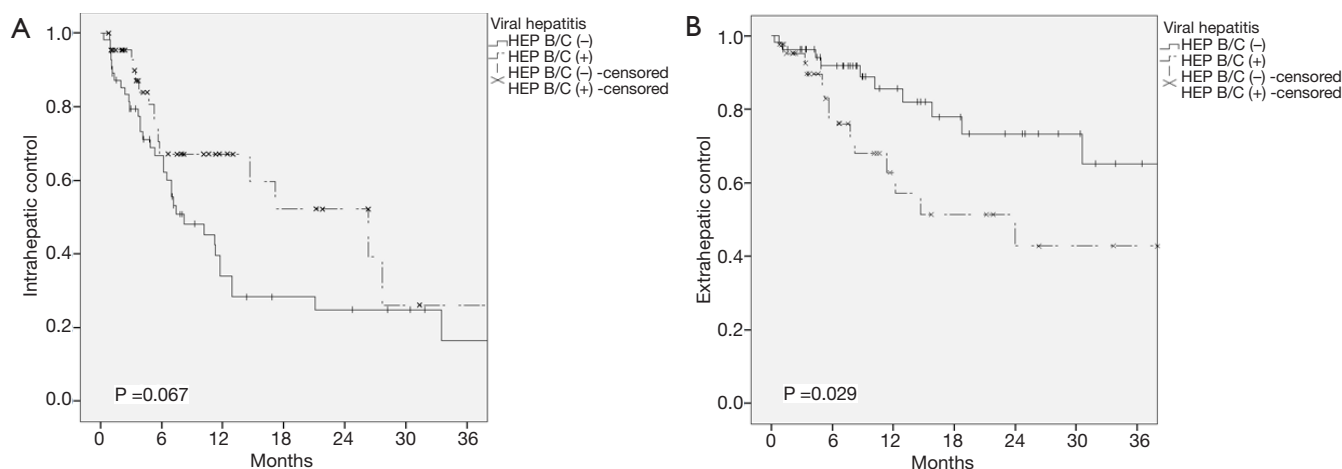 A
Viral hepatitis
HEP B/C (−)
HEP B/C (+)
HEP B/C (−) -censored
HEP B/C (+) -censored
Intrahepatic control
1.0
0.8
0.6
0.4
0.2
0.0
P =0.067
0 6 12 18 24 30 36
Months
B
Viral hepatitis
HEP B/C (−)
HEP B/C (+)
HEP B/C (−) -censored
HEP B/C (+) -censored
Extrahepatic control
1.0
0.8
0.6
0.4
0.2
0.0
P =0.029
0 6 12 18 24 30 36
Months